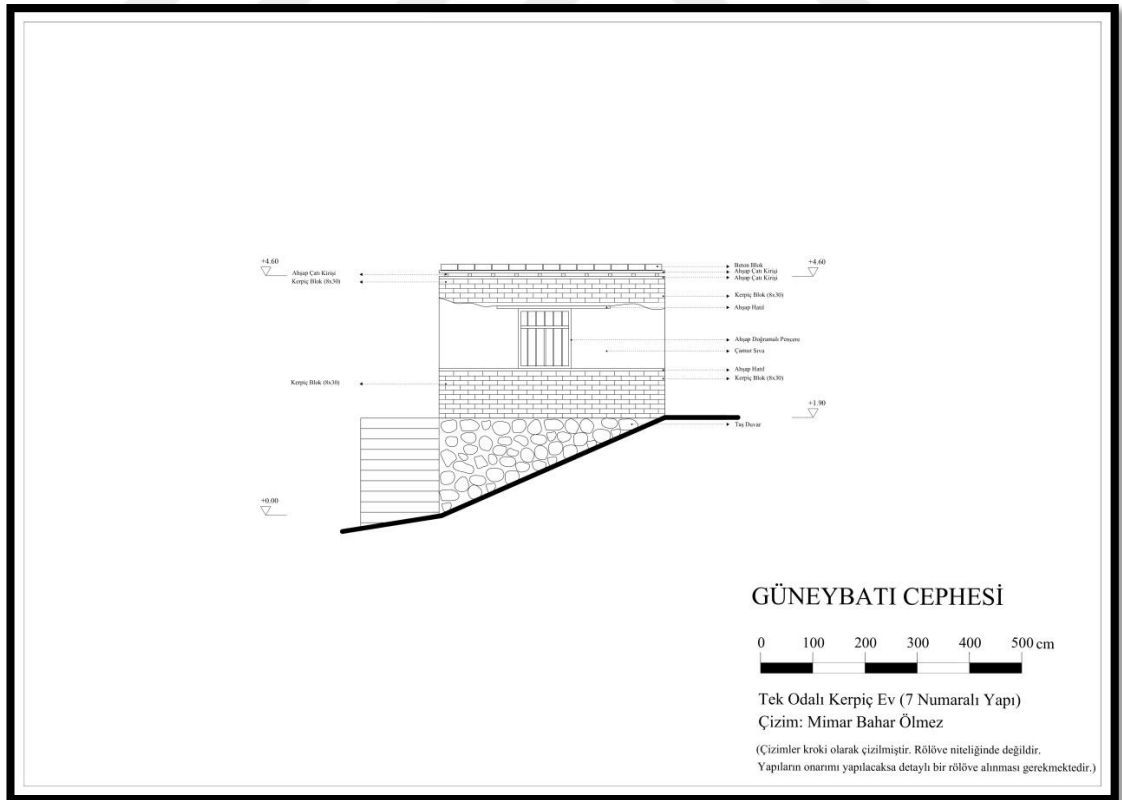 +4.60
Ahşap Çatı Kirişi
Kerpiç Blok (8x30)
Kerpiç Blok (8x30)
+0.00
Beton Blok
Ahşap Çatı Kirişi
Ahşap Çatı Kirişi
+4.60
Kerpiç Blok (8x30)
Ahşap Hatıl
Ahşap Doğramalı Pencere
Çamur Sıva
Ahşap Hatıl
Kerpiç Blok (8x30)
+1.90
Taş Duvar
GÜNEYBATI CEPHESİ
0 100 200 300 400 500 cm
Tek Odalı Kerpiç Ev (7 Numaralı Yapı)
Çizim: Mimar Bahar Ölmez
(Çizimler kroki olarak çizilmiştir. Rölöve niteliğinde değildir.
Yapıların onarımı yapılacaksa detaylı bir rölöve alınması gerekmektedir.)